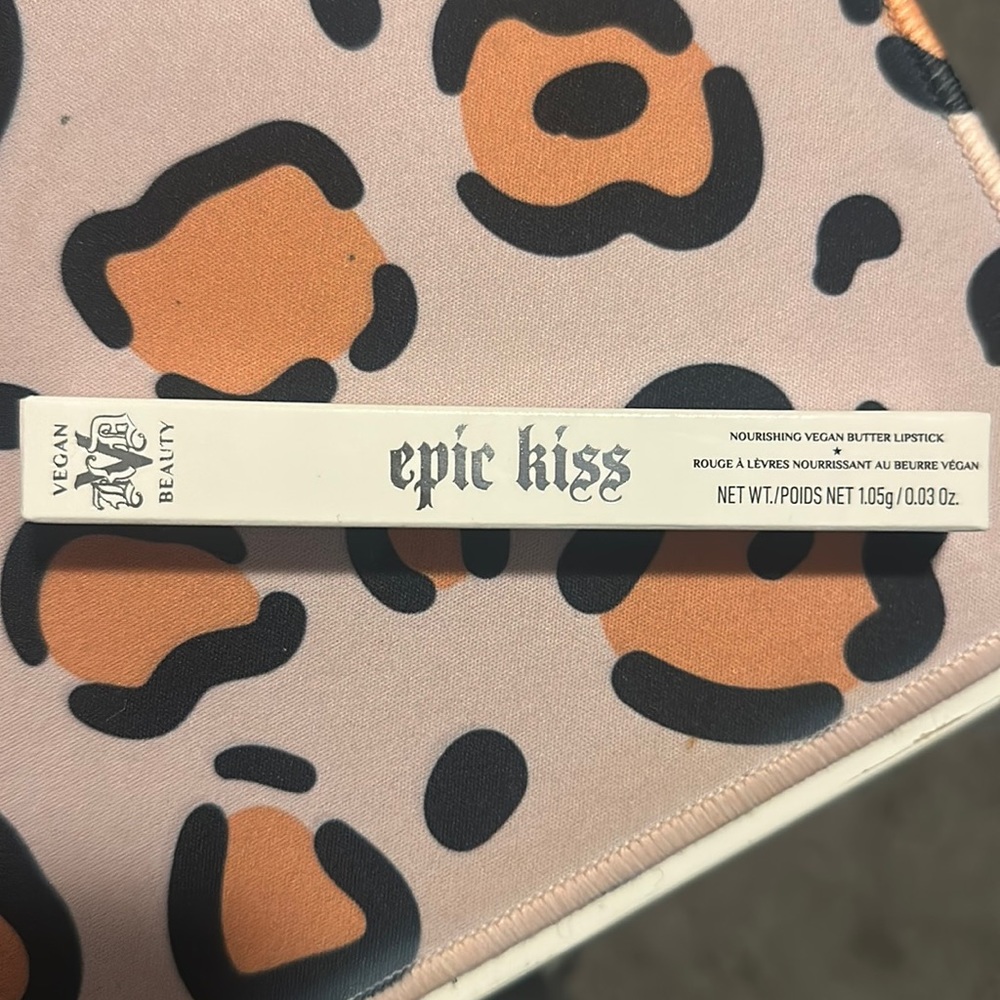 VEGAN
KVD
BEAUTY
epic kiss
NOURISHING VEGAN BUTTER LIPSTICK
★
ROUGE À LÈVRES NOURRISSANT AU BEURRE VÉGAN
NET WT./POIDS NET 1.05g / 0.03 Oz.